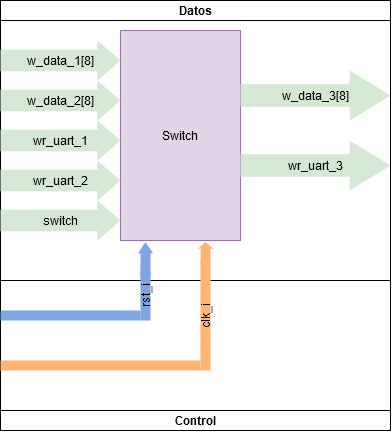 Datos
w_data_1[8]
w_data_2[8]
wr_uart_1
wr_uart_2
switch
Switch
w_data_3[8]
wr_uart_3
rst_i
clk_i
Control